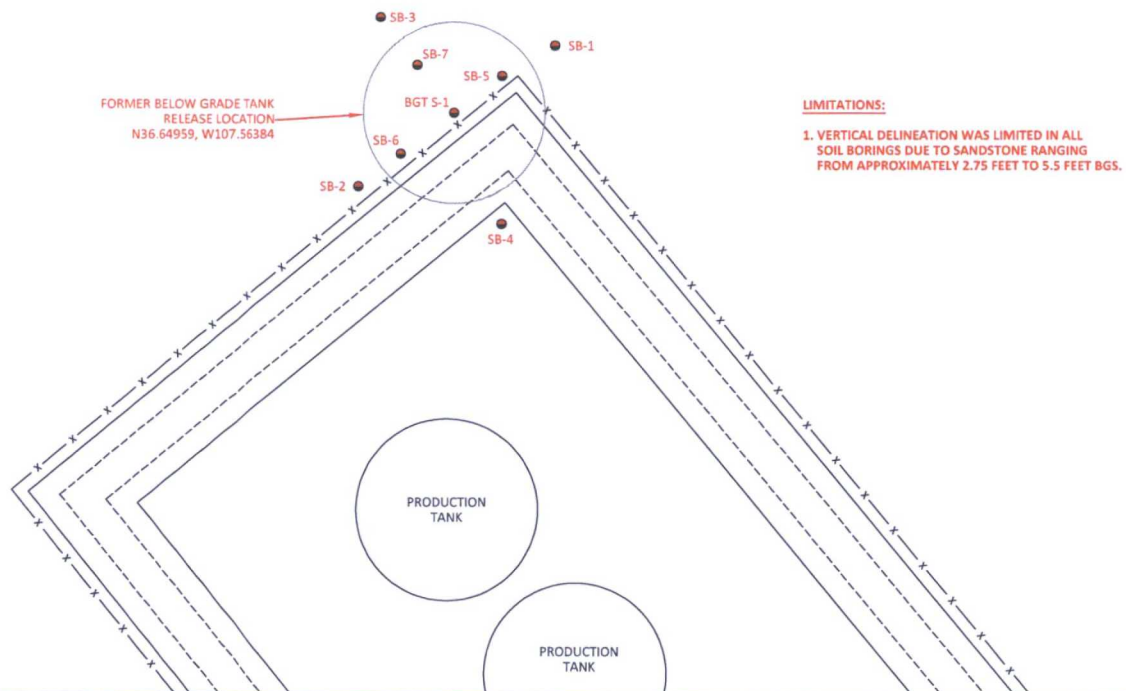 SB-3
SB-1
SB-7
SB-5
FORMER BELOW GRADE TANK
RELEASE LOCATION
N36.64959, W107.56384
BGT S-1
SB-6
SB-2
SB-4
LIMITATIONS:
1. VERTICAL DELINEATION WAS LIMITED IN ALL
SOIL BORINGS DUE TO SANDSTONE RANGING
FROM APPROXIMATELY 2.75 FEET TO 5.5 FEET BGS.
PRODUCTION
TANK
PRODUCTION
TANK